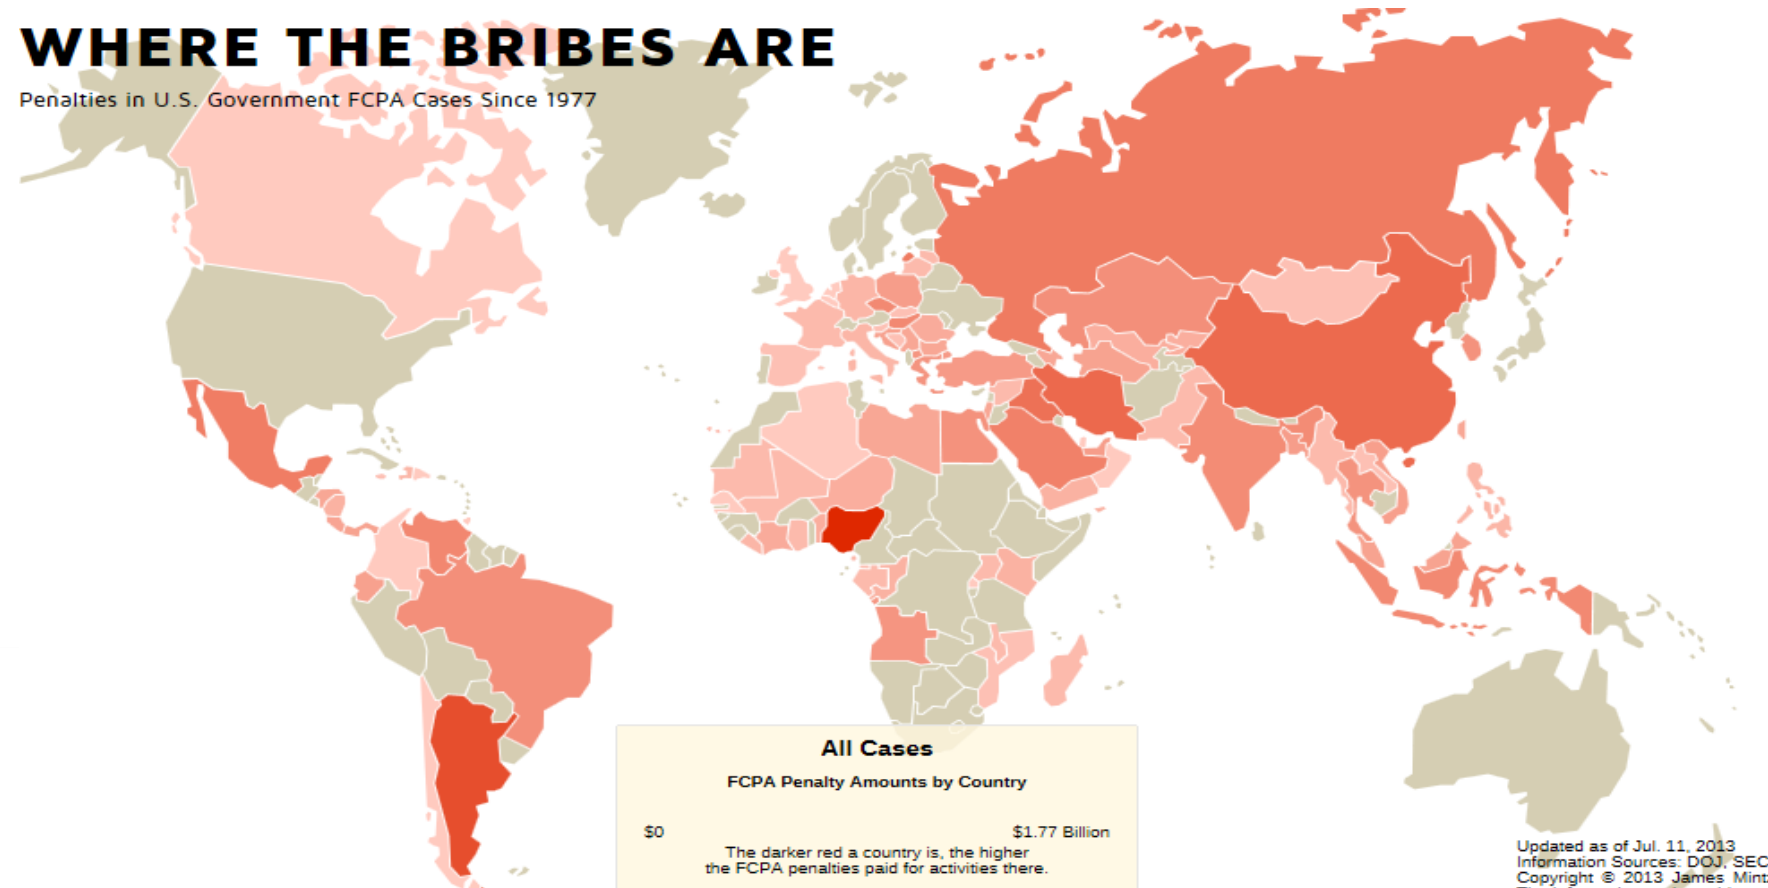 WHERE THE BRIBES ARE
Penalties in U.S. Government FCPA Cases Since 1977
All Cases
FCPA Penalty Amounts by Country
$0 $1.77 Billion
The darker red a country is, the higher
the FCPA penalties paid for activities there.
Updated as of Jul. 11, 2013
Information Sources: DOJ, SEC
Copyright © 2013 James Mintz